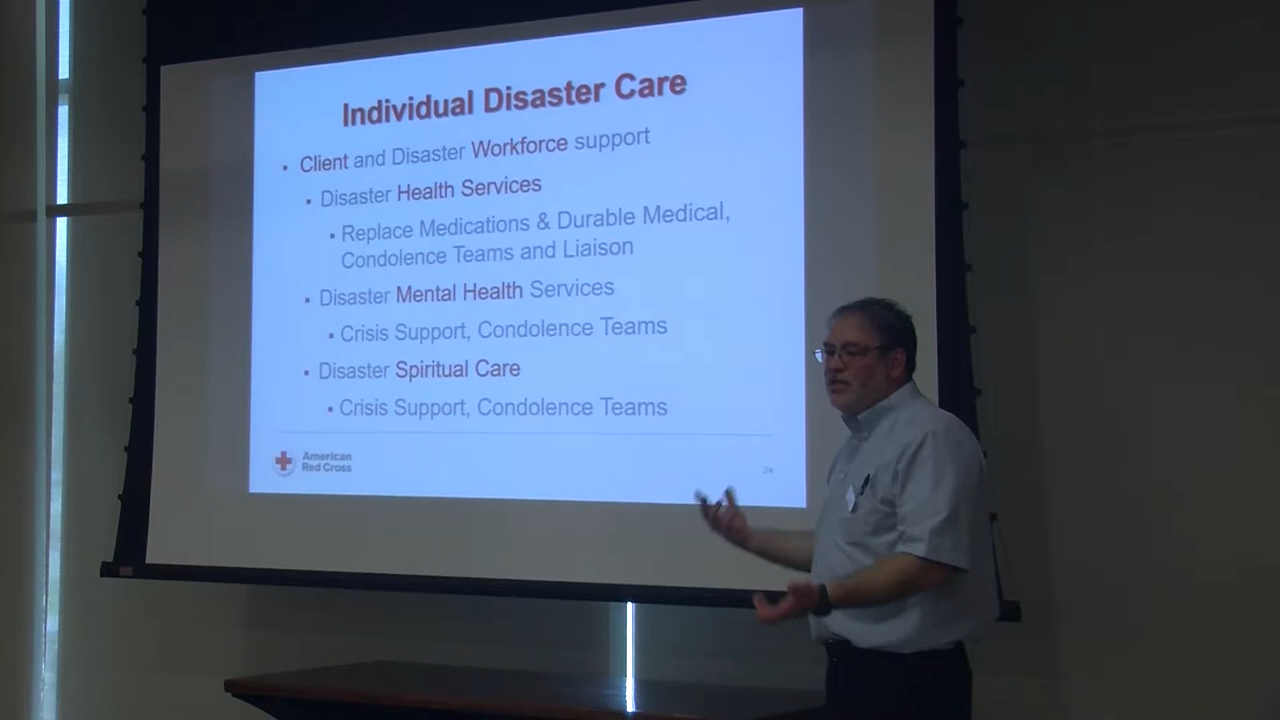 Individual Disaster Care
▪ Client and Disaster Workforce support
▪ Disaster Health Services
▪ Replace Medications & Durable Medical,
Condolence Teams and Liaison
▪ Disaster Mental Health Services
▪ Crisis Support, Condolence Teams
▪ Disaster Spiritual Care
▪ Crisis Support, Condolence Teams
American
Red Cross
24